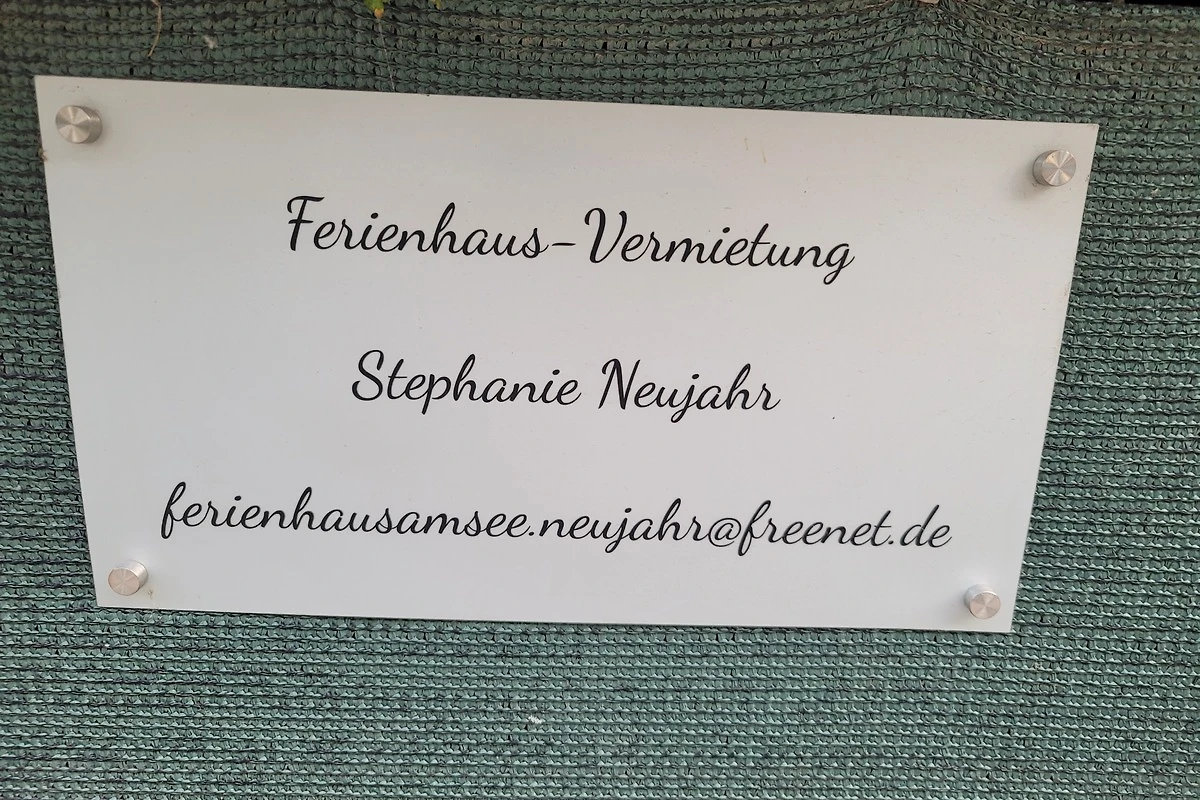 Ferienhaus-Vermietung
Stephanie Neujahr
ferienhausamsee.neujahr@freenet.de